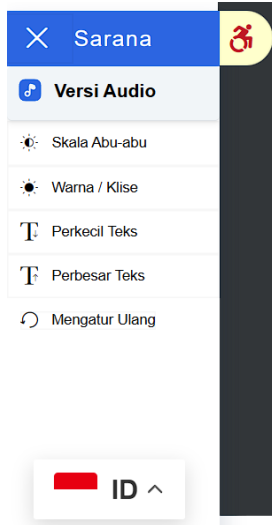 Sarana
Versi Audio
Skala Abu-abu
Warna / Klise
Perkecil Teks
Perbesar Teks
Mengatur Ulang
ID